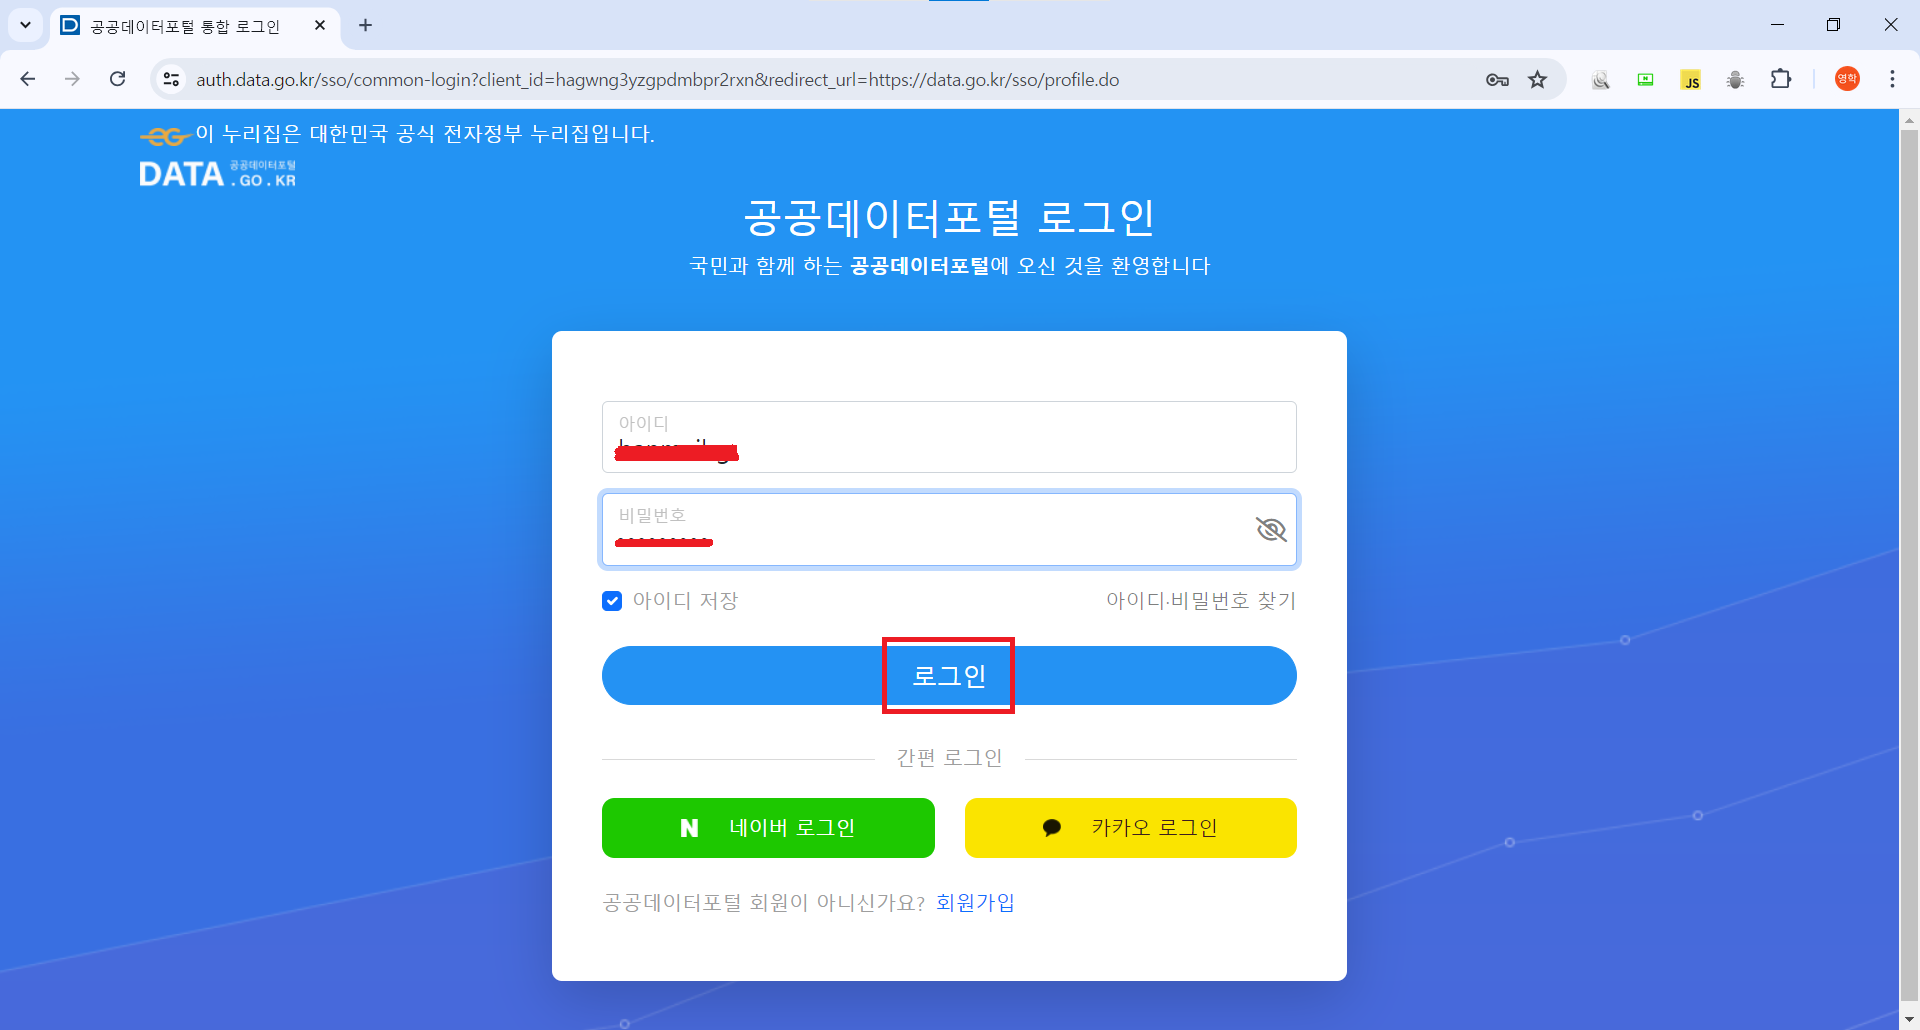 공공데이터포털 통합 로그인
auth.data.go.kr/sso/common-login?client_id=hagwng3yzgpdmbpr2rxn&redirect_url=https://data.go.kr/sso/profile.do
JS
영학
이 누리집은 대한민국 공식 전자정부 누리집입니다.
DATA 공공데이터포털
.GO.KR
공공데이터포털 로그인
국민과 함께 하는 공공데이터포털에 오신 것을 환영합니다
아이디
비밀번호
아이디 저장
아이디·비밀번호 찾기
로그인
간편 로그인
N 네이버 로그인
카카오 로그인
공공데이터포털 회원이 아니신가요? 회원가입